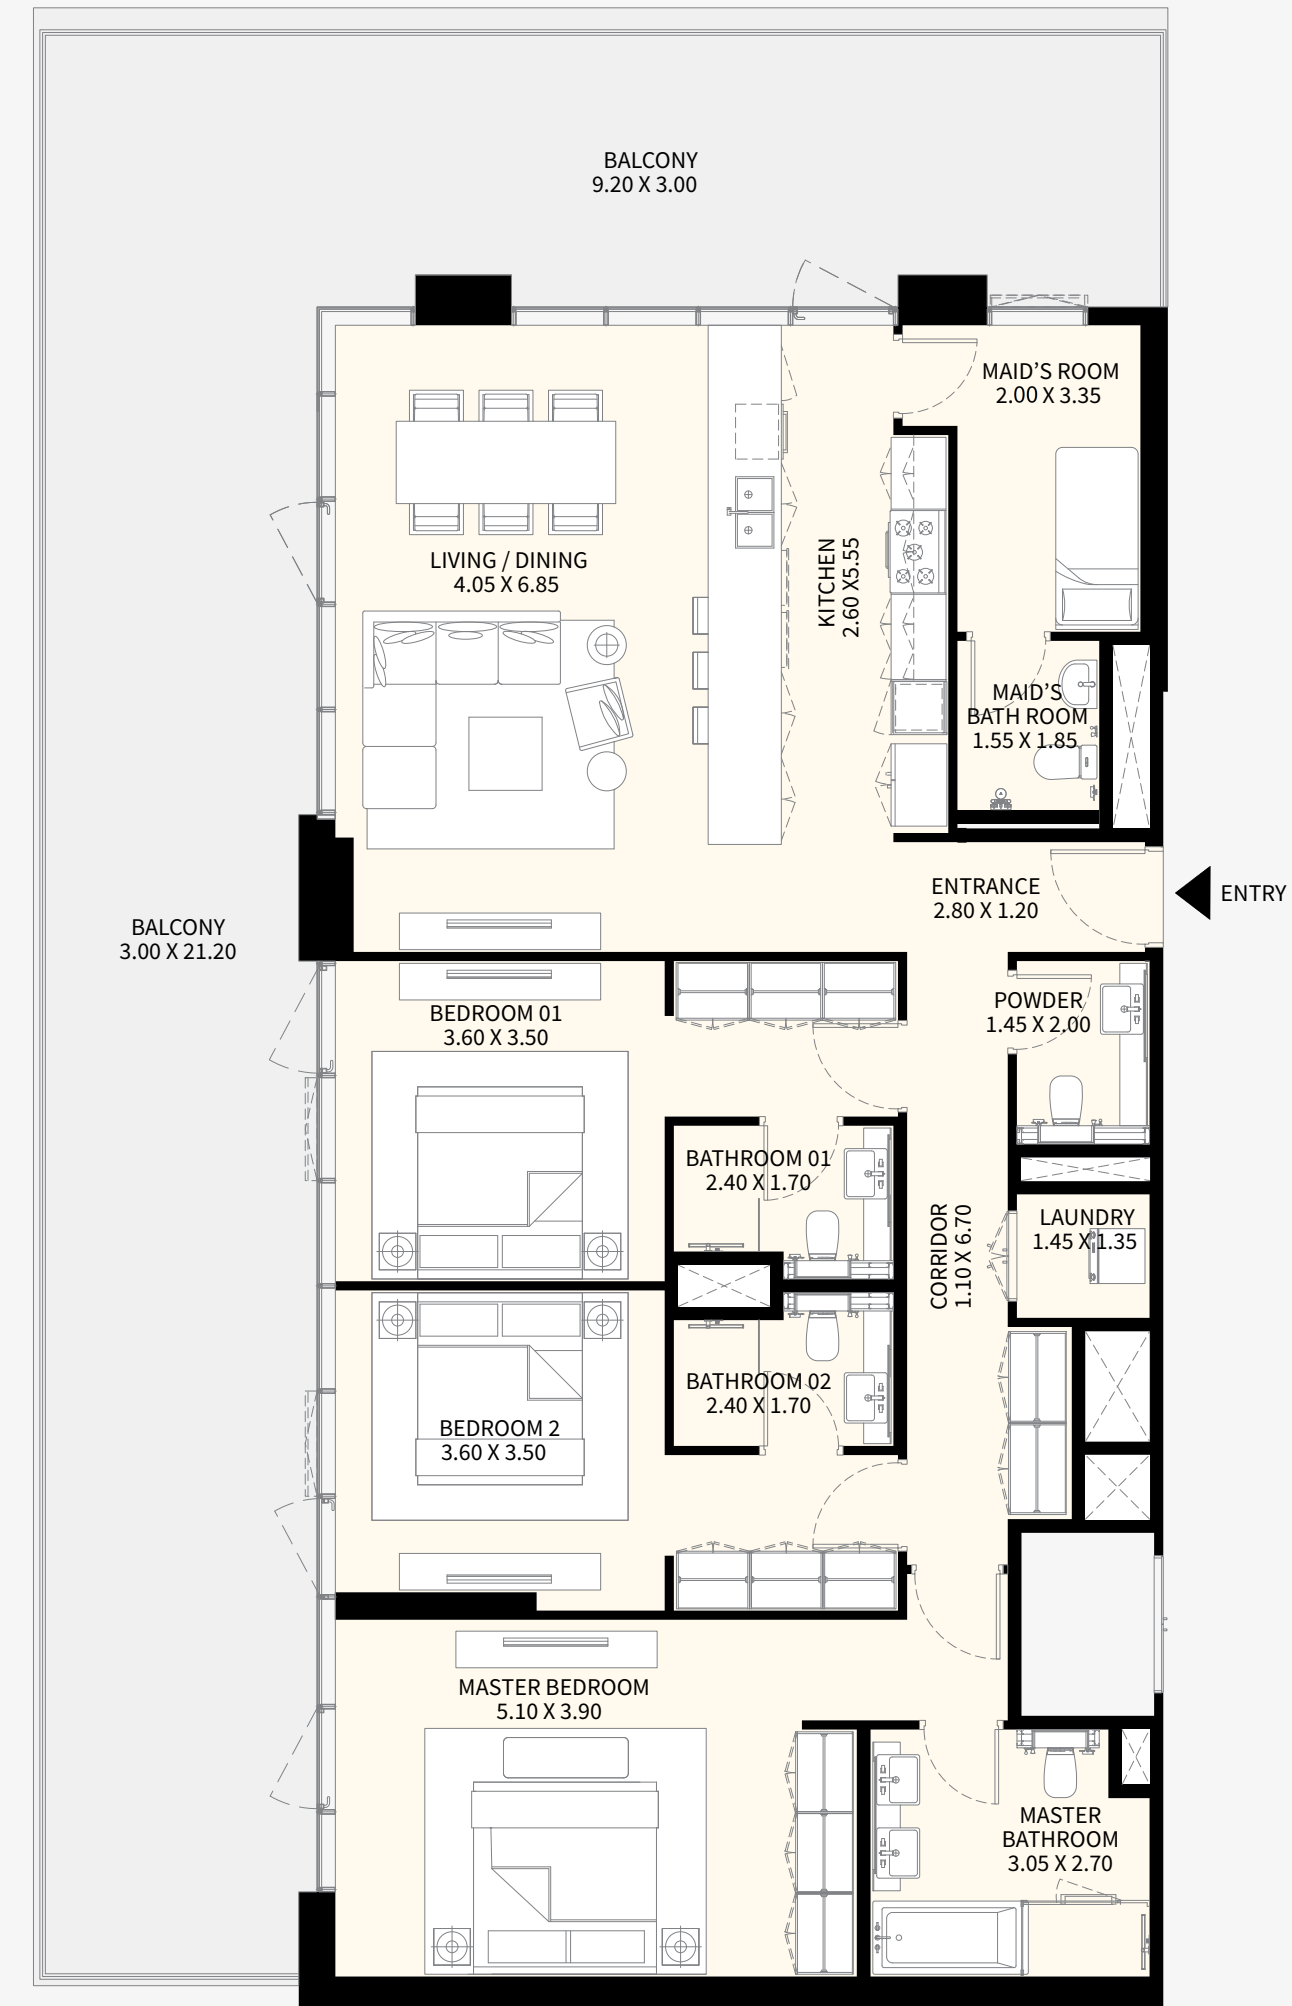 BALCONY
9.20 X 3.00
MAID’S ROOM
2.00 X 3.35
LIVING / DINING
4.05 X 6.85
KITCHEN
2.60 X5.55
MAID’S
BATH ROOM
1.55 X 1.85
ENTRANCE
2.80 X 1.20
ENTRY
BALCONY
3.00 X 21.20
BEDROOM 01
3.60 X 3.50
POWDER
1.45 X 2.00
BATHROOM 01
2.40 X 1.70
CORRIDOR
1.10 X 6.70
LAUNDRY
1.45 X 1.35
BATHROOM 02
2.40 X 1.70
BEDROOM 2
3.60 X 3.50
MASTER BEDROOM
5.10 X 3.90
MASTER
BATHROOM
3.05 X 2.70